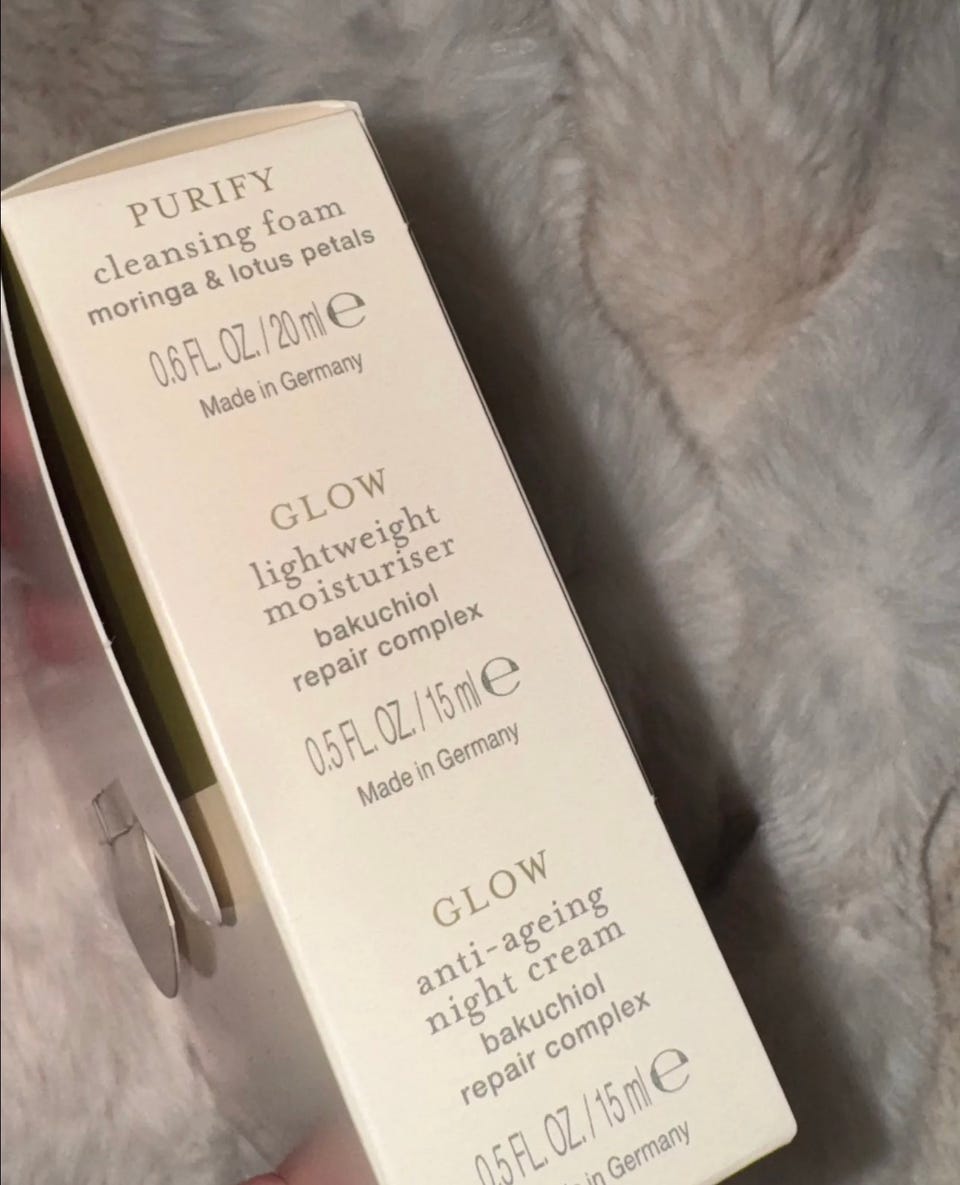 PURIFY
cleansing foam
moringa & lotus petals
0.6 FL. OZ. / 20 ml ℮
Made in Germany
GLOW
lightweight
moisturiser
bakuchiol
repair complex
0.5 FL. OZ. / 15 ml ℮
Made in Germany
GLOW
anti-ageing
night cream
bakuchiol
repair complex
0.5 FL. OZ. / 15 ml ℮
in Germany